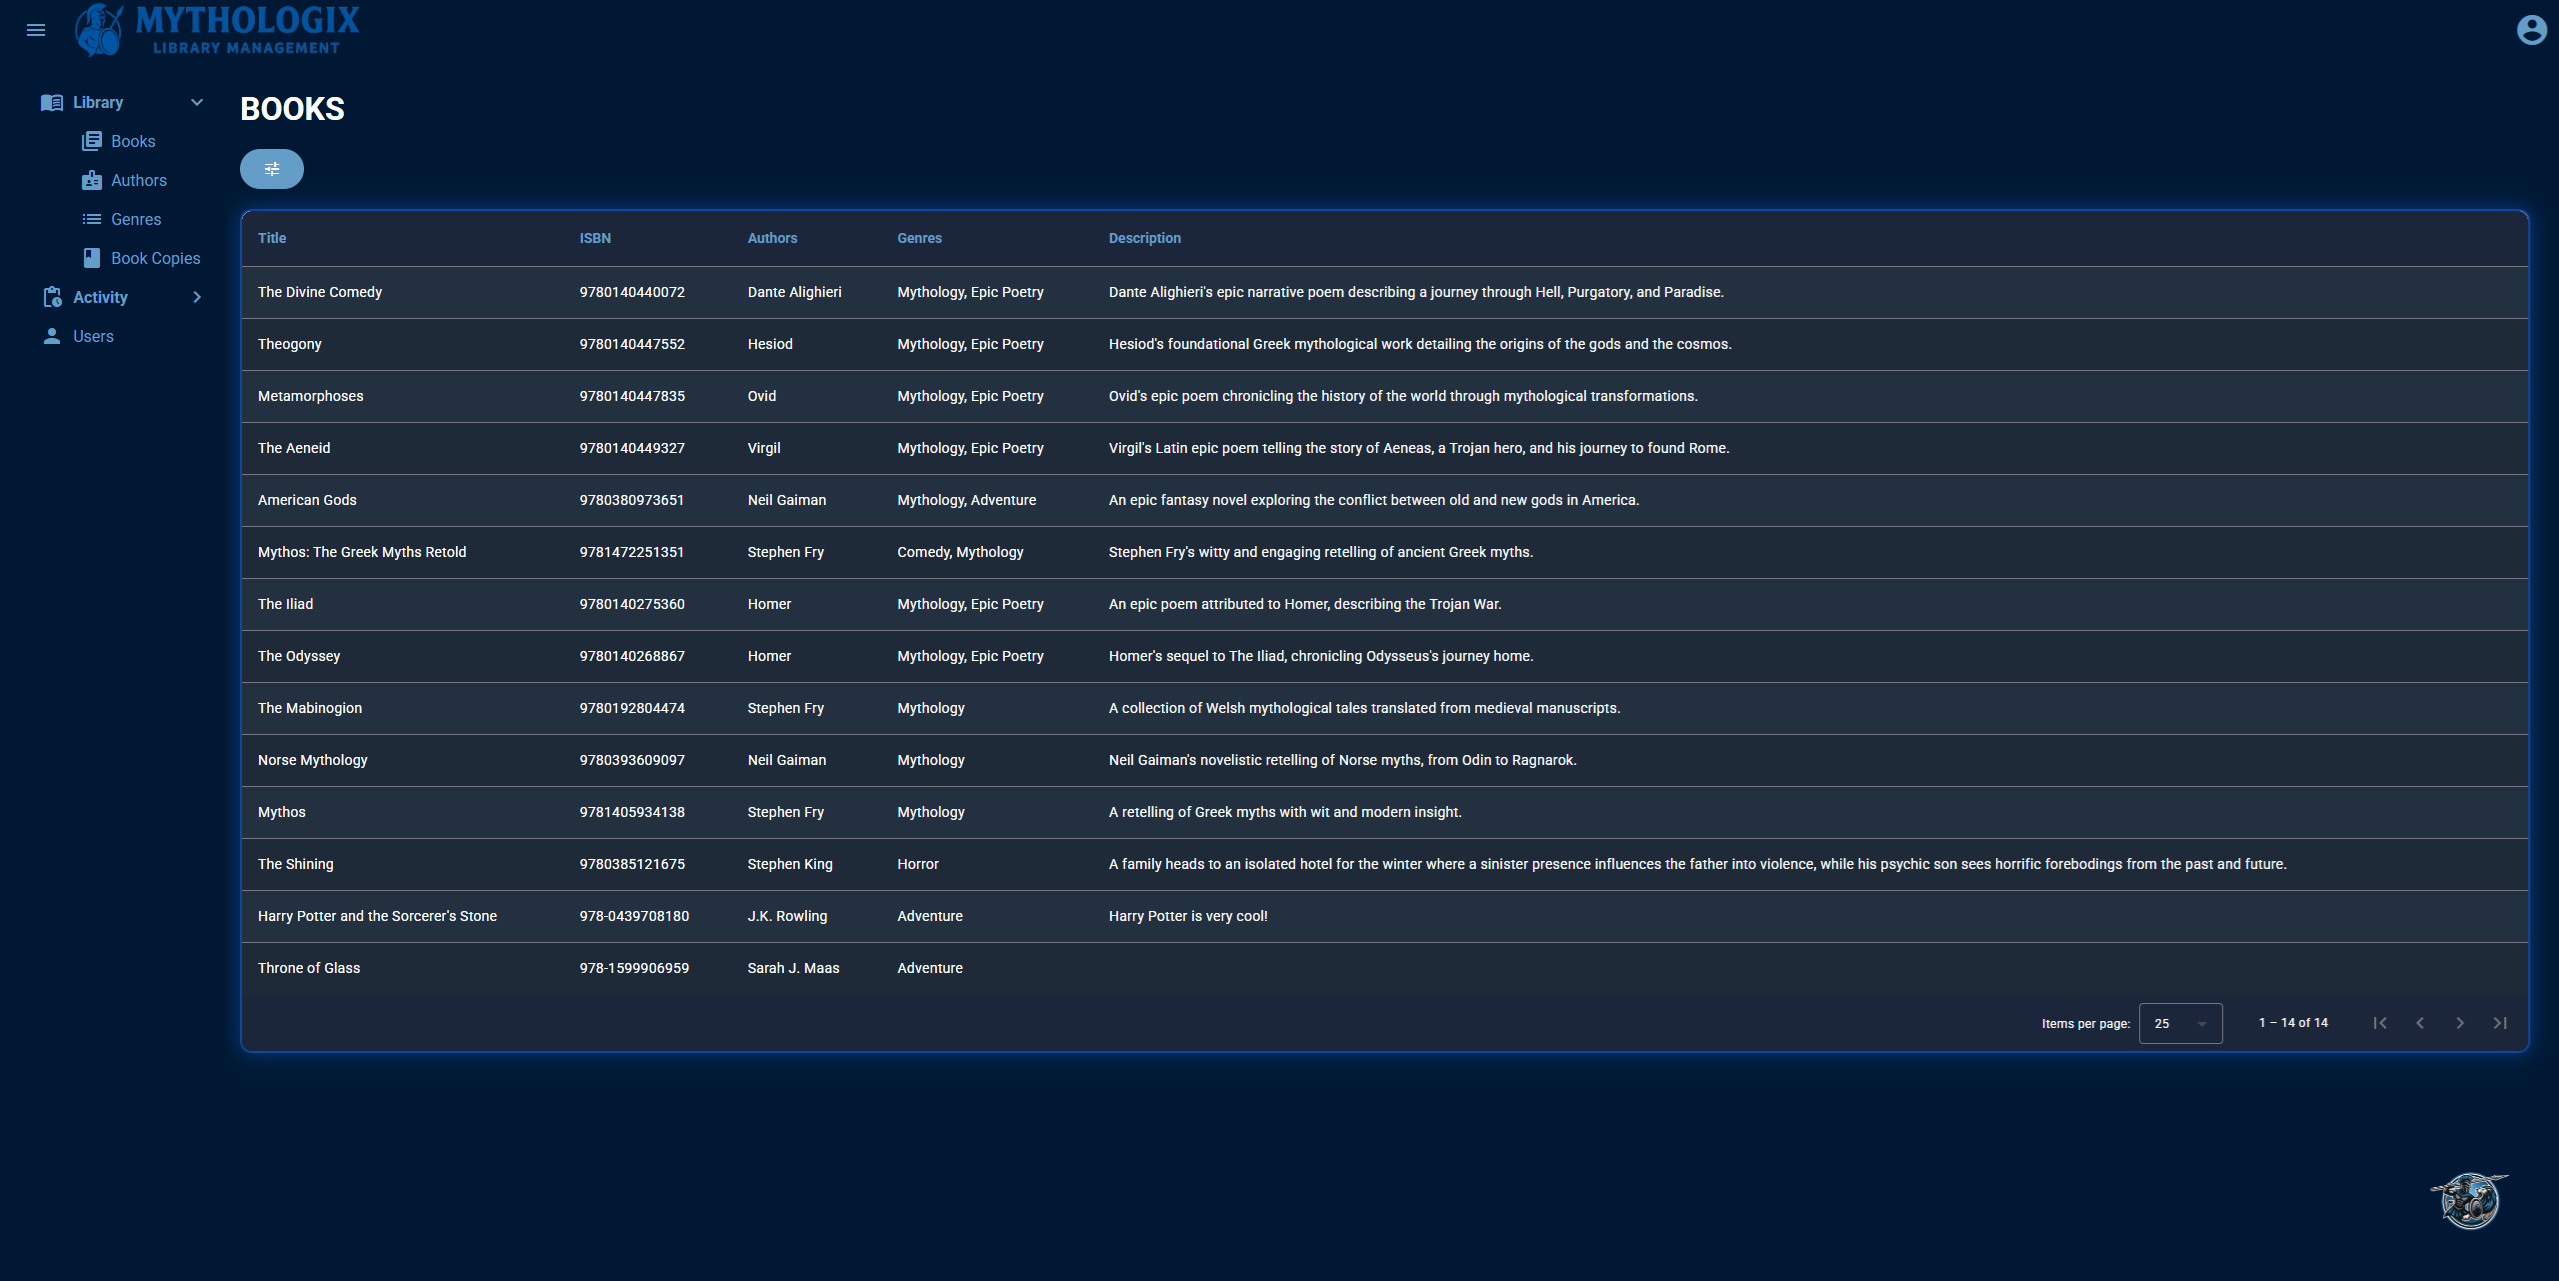 MYTHOLOGIX
LIBRARY MANAGEMENT
Library
Books
Authors
Genres
Book Copies
Activity
Users
BOOKS
Title ISBN Authors Genres Description
The Divine Comedy 9780140440072 Dante Alighieri Mythology, Epic Poetry Dante Alighieri's epic narrative poem describing a journey through Hell, Purgatory, and Paradise.
Theogony 9780140447552 Hesiod Mythology, Epic Poetry Hesiod's foundational Greek mythological work detailing the origins of the gods and the cosmos.
Metamorphoses 9780140447835 Ovid Mythology, Epic Poetry Ovid's epic poem chronicling the history of the world through mythological transformations.
The Aeneid 9780140449327 Virgil Mythology, Epic Poetry Virgil's Latin epic poem telling the story of Aeneas, a Trojan hero, and his journey to found Rome.
American Gods 9780380973651 Neil Gaiman Mythology, Adventure An epic fantasy novel exploring the conflict between old and new gods in America.
Mythos: The Greek Myths Retold 9781472251351 Stephen Fry Comedy, Mythology Stephen Fry's witty and engaging retelling of ancient Greek myths.
The Iliad 9780140275360 Homer Mythology, Epic Poetry An epic poem attributed to Homer, describing the Trojan War.
The Odyssey 9780140268867 Homer Mythology, Epic Poetry Homer's sequel to The Iliad, chronicling Odysseus's journey home.
The Mabinogion 9780192804474 Stephen Fry Mythology A collection of Welsh mythological tales translated from medieval manuscripts.
Norse Mythology 9780393609097 Neil Gaiman Mythology Neil Gaiman's novelistic retelling of Norse myths, from Odin to Ragnarok.
Mythos 9781405934138 Stephen Fry Mythology A retelling of Greek myths with wit and modern insight.
The Shining 9780385121675 Stephen King Horror A family heads to an isolated hotel for the winter where a sinister presence influences the father into violence, while his psychic son sees horrific forebodings from the past and future.
Harry Potter and the Sorcerer's Stone 978-0439708180 J.K. Rowling Adventure Harry Potter is very cool!
Throne of Glass 978-1599906959 Sarah J. Maas Adventure
Items per page: 25 1 – 14 of 14